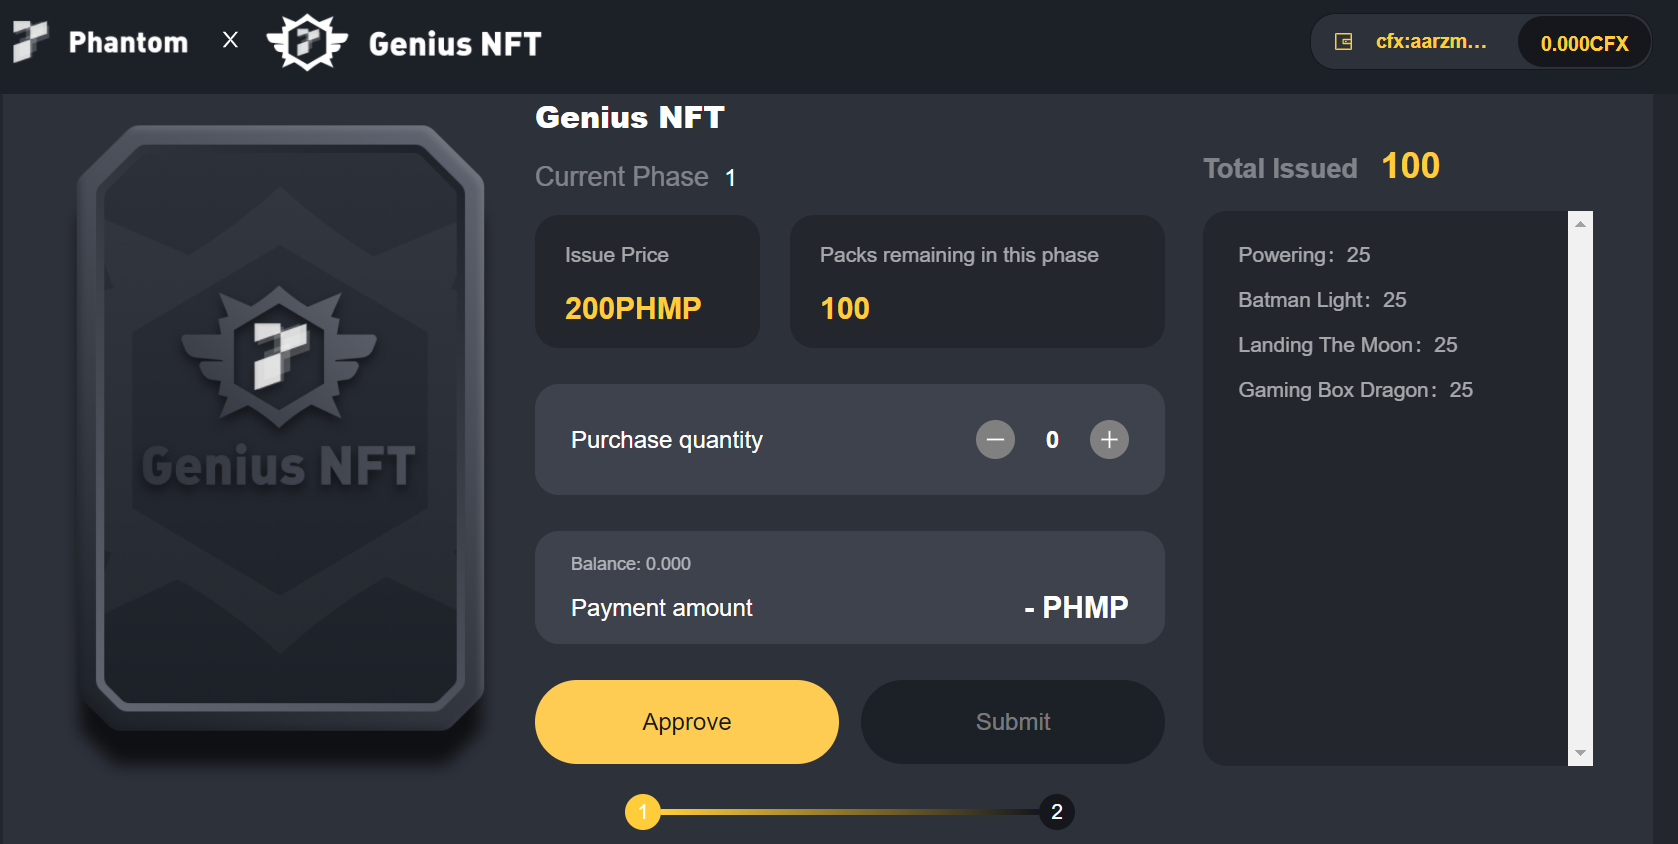 Phantom X Genius NFT
cfx:aarzm... 0.000CFX
Genius NFT
Genius NFT
Current Phase 1
Issue Price
200PHMP
Packs remaining in this phase
100
Purchase quantity
− 0 +
Balance: 0.000
Payment amount
- PHMP
Approve
Submit
1
2
Total Issued 100
Powering: 25
Batman Light: 25
Landing The Moon: 25
Gaming Box Dragon: 25